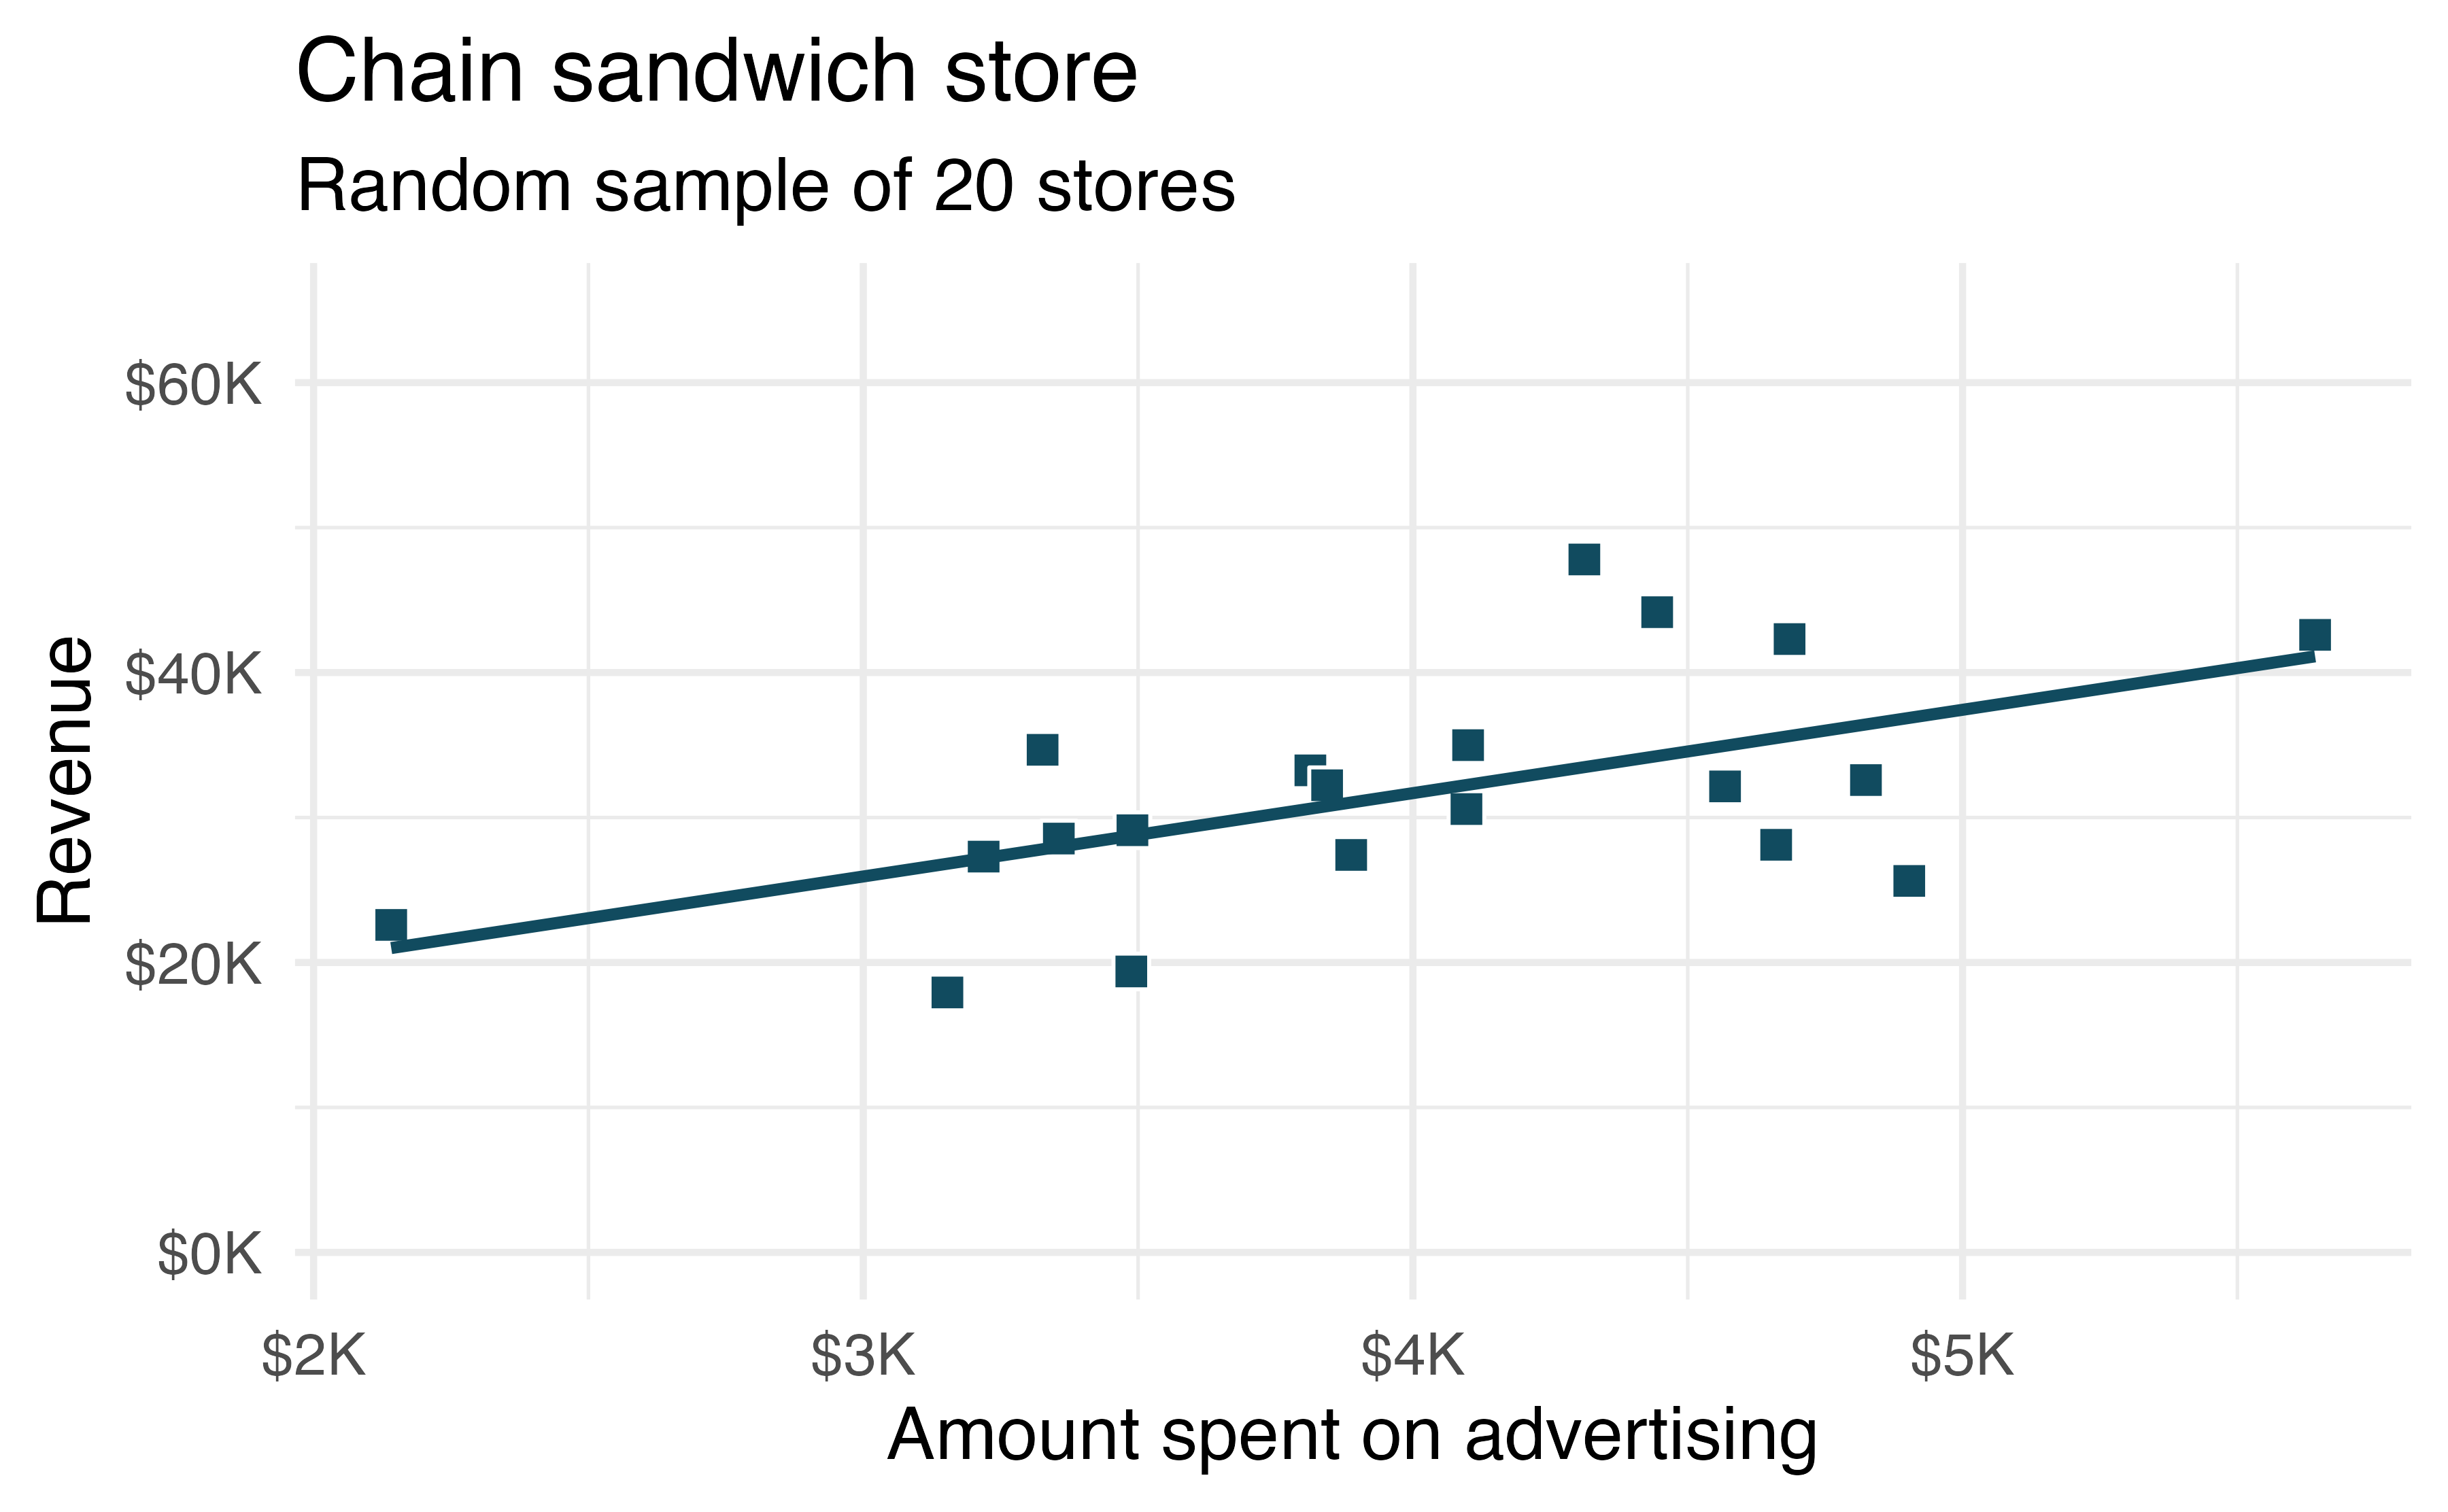 Chain sandwich store
Random sample of 20 stores
$60K
$40K
$20K
$0K
Revenue
$2K $3K $4K $5K
Amount spent on advertising